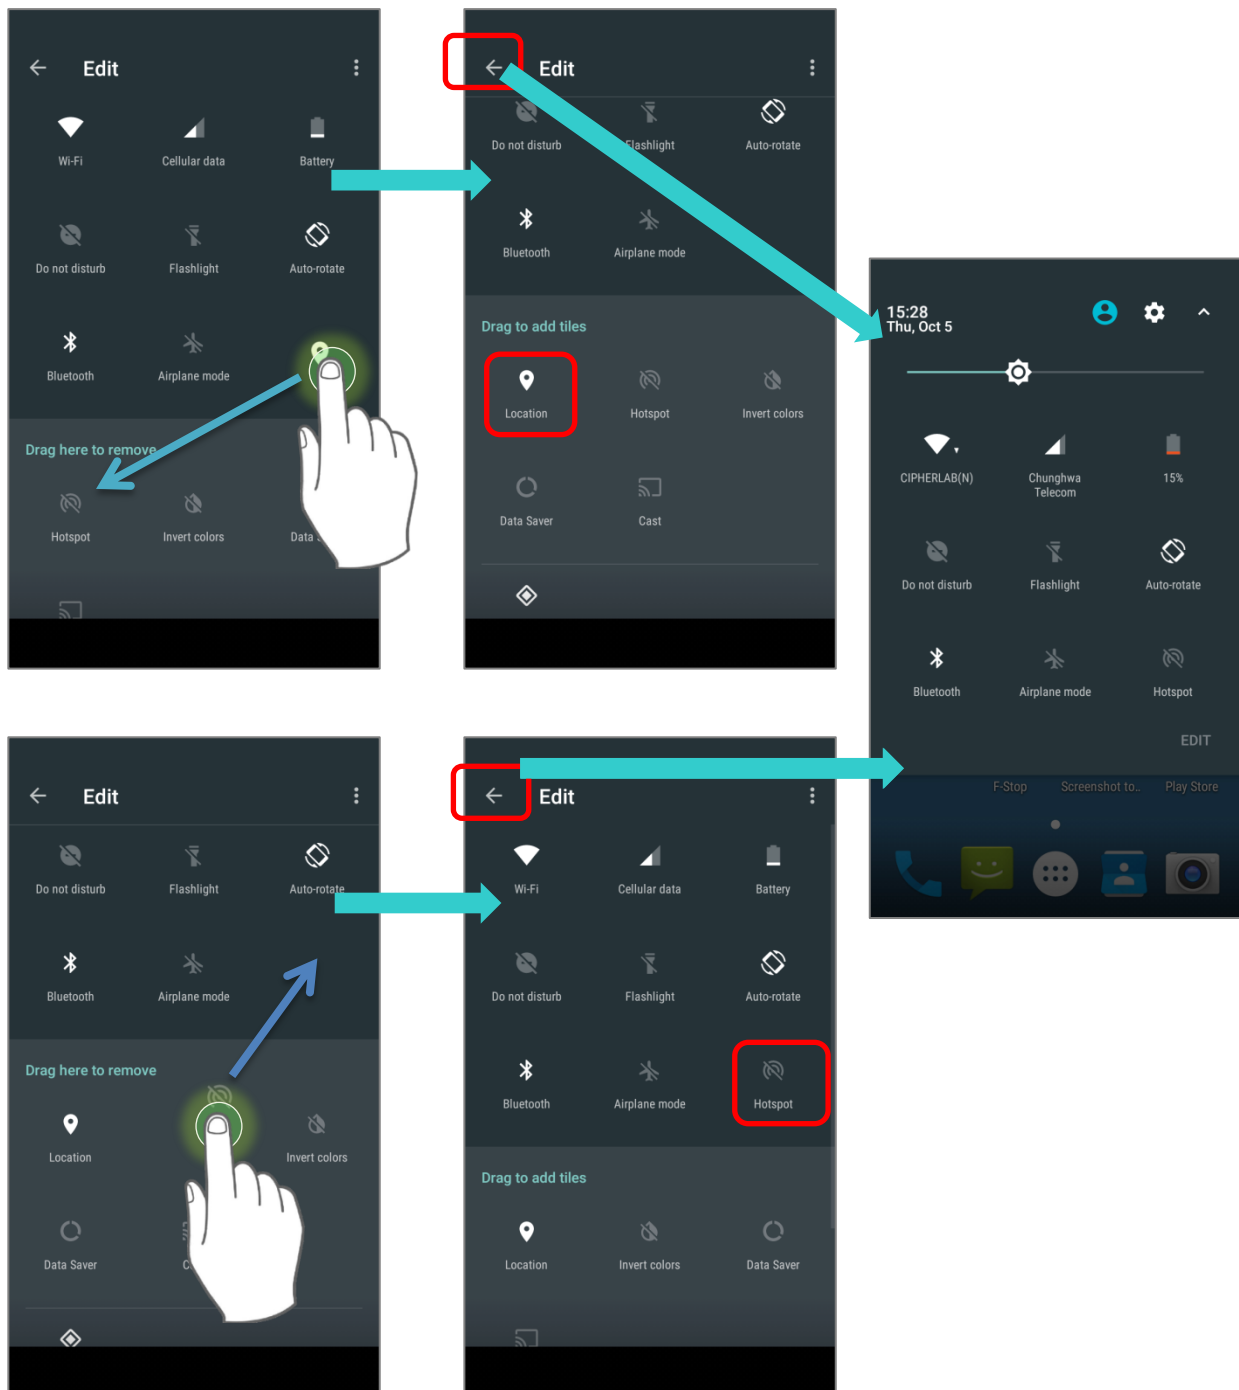 Edit
Wi-Fi
Cellular data
Battery
Do not disturb
Flashlight
Auto-rotate
Bluetooth
Airplane mode
Drag here to remove
Hotspot
Invert colors
Data
Edit
Do not disturb
Flashlight
Auto-rotate
Bluetooth
Airplane mode
Drag to add tiles
Location
Hotspot
Invert colors
Data Saver
Cast
15:28
Thu, Oct 5
CIPHERLAB(N)
Chunghwa
Telecom
15%
Do not disturb
Flashlight
Auto-rotate
Bluetooth
Airplane mode
Hotspot
EDIT
F-Stop
Screenshot to..
Play Store
Edit
Do not disturb
Flashlight
Auto-rotate
Bluetooth
Airplane mode
Drag here to remove
Location
Invert colors
Data Saver
Edit
Wi-Fi
Cellular data
Battery
Do not disturb
Flashlight
Auto-rotate
Bluetooth
Airplane mode
Hotspot
Drag to add tiles
Location
Invert colors
Data Saver